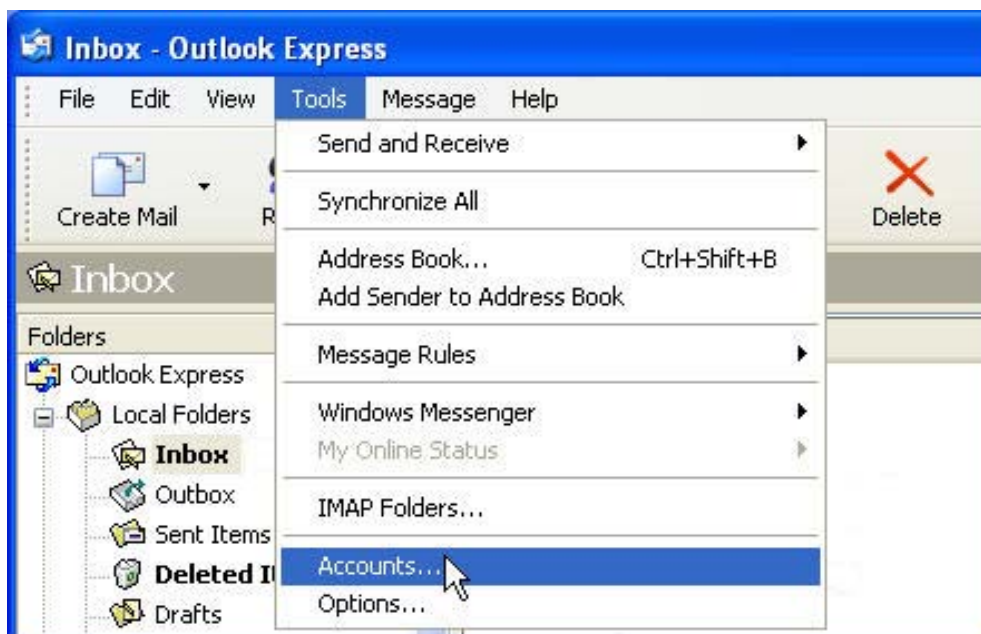 Inbox - Outlook Express
File Edit View Tools Message Help
Create Mail
Delete
Send and Receive
Synchronize All
Address Book... Ctrl+Shift+B
Add Sender to Address Book
Message Rules
Windows Messenger
My Online Status
IMAP Folders...
Accounts...
Options...
Inbox
Folders
Outlook Express
Local Folders
Inbox
Outbox
Sent Items
Deleted
Drafts